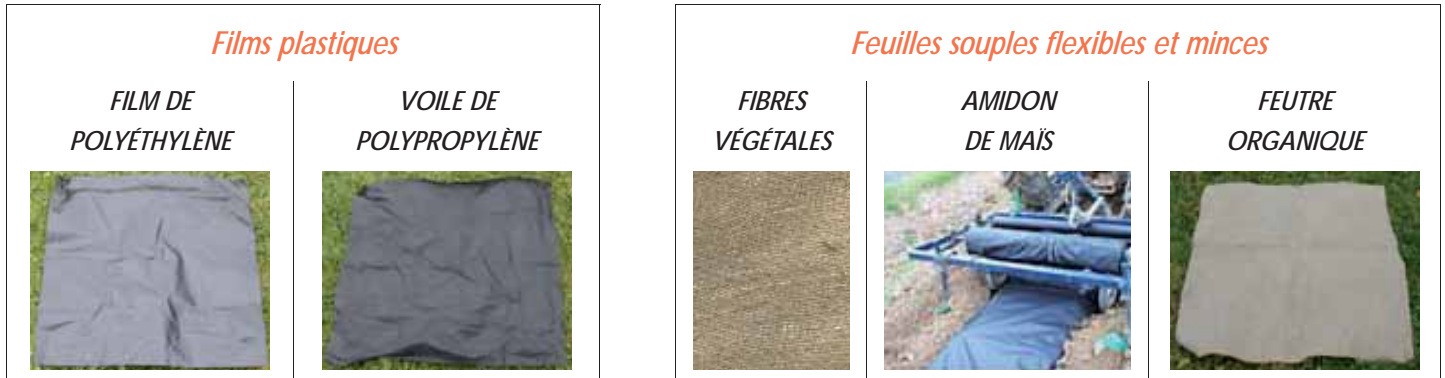 Films plastiques
FILM DE
POLYÉTHYLÈNE
VOILE DE
POLYPROPYLÈNE
Feuilles souples flexibles et minces
FIBRES
VÉGÉTALES
AMIDON
DE MAÏS
FEUTRE
ORGANIQUE